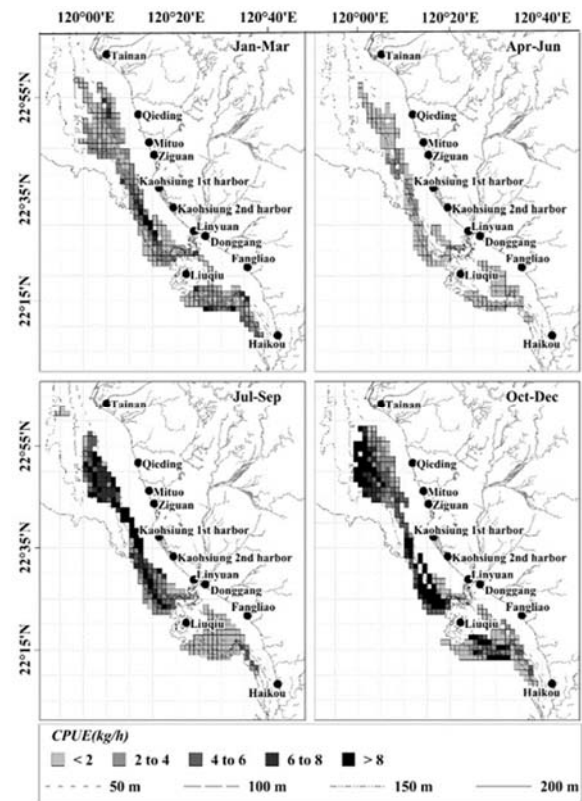 120°00'E 120°20'E 120°40'E 120°00'E 120°20'E 120°40'E
Jan-Mar
Tainan
22°55'N
Qieding
Mituo
Ziguan
22°35'N
Kaohsiung 1st harbor
Kaohsiung 2nd harbor
Linyuan
Donggang
Fangliao
Liuqiu
22°15'N
Haikou
Apr-Jun
Tainan
Qieding
Mituo
Ziguan
Kaohsiung 1st harbor
Kaohsiung 2nd harbor
Linyuan
Donggang
Fangliao
Liuqiu
Haikou
Jul-Sep
Tainan
22°55'N
Qieding
Mituo
Ziguan
22°35'N
Kaohsiung 1st harbor
Kaohsiung 2nd harbor
Linyuan
Donggang
Fangliao
Liuqiu
22°15'N
Haikou
Oct-Dec
Tainan
Qieding
Mituo
Ziguan
Kaohsiung 1st harbor
Kaohsiung 2nd harbor
Linyuan
Donggang
Fangliao
Liuqiu
Haikou
CPUE(kg/h)
< 2 2 to 4 4 to 6 6 to 8 > 8
50 m 100 m 150 m 200 m